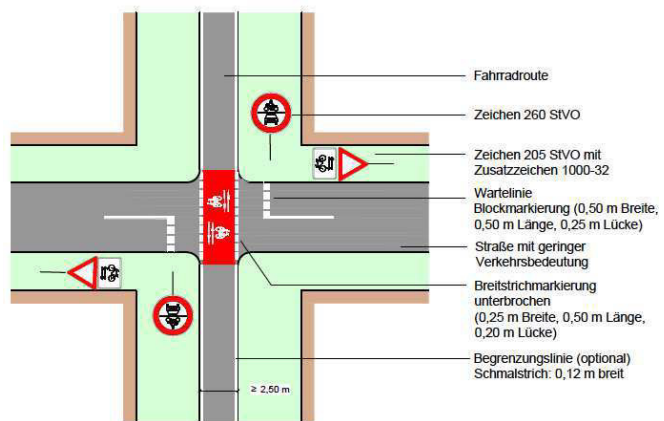 Fahrradroute
Zeichen 260 StVO
Zeichen 205 StVO mit
Zusatzzeichen 1000-32
Wartelinie
Blockmarkierung (0,50 m Breite,
0,50 m Länge, 0,25 m Lücke)
Straße mit geringer
Verkehrsbedeutung
Breitstrichmarkierung
unterbrochen
(0,25 m Breite, 0,50 m Länge,
0,20 m Lücke)
Begrenzungslinie (optional)
Schmalstrich: 0,12 m breit
≥ 2,50 m